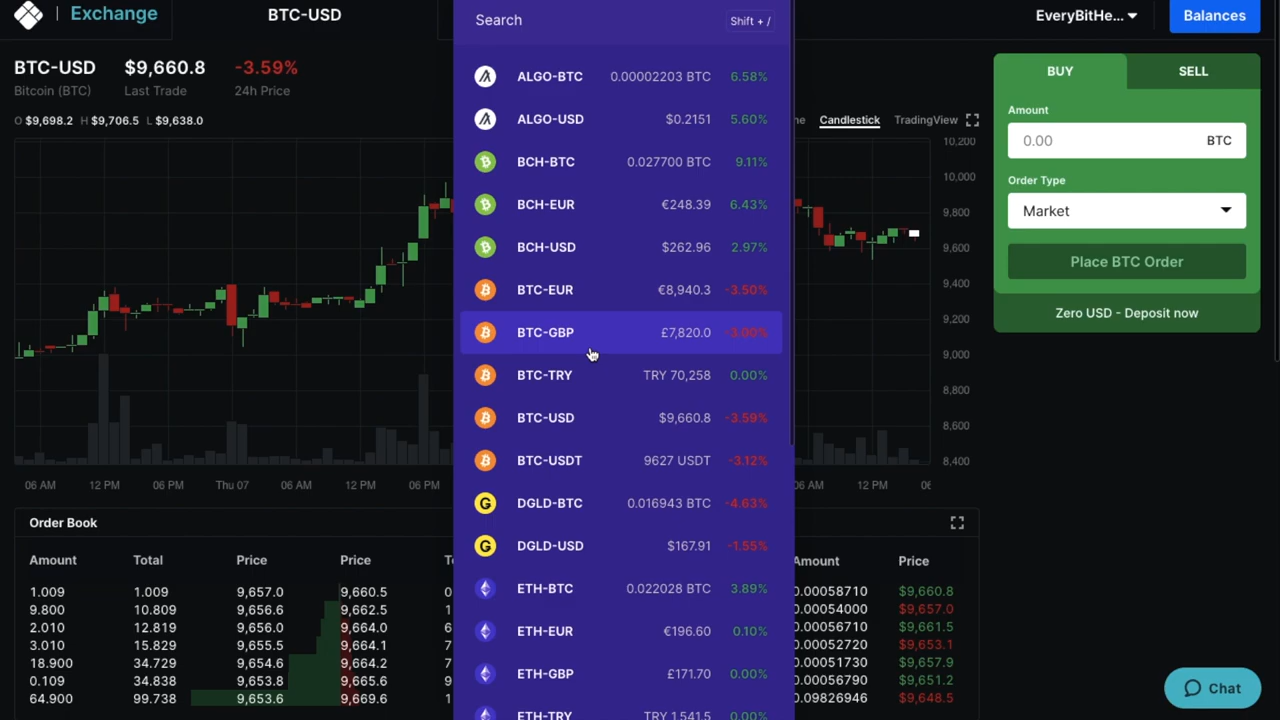 Exchange
BTC-USD
EveryBitHe...
Balances
BTC-USD $9,660.8 -3.59%
Bitcoin (BTC) Last Trade 24h Price
O $9,698.2 H $9,706.5 L $9,638.0
Candlestick TradingView
10,200
10,000
9,800
9,600
9,400
9,200
9,000
8,800
8,600
8,400
06 AM 12 PM 06 PM Thu 07 06 AM 12 PM 06 PM
06 AM 12 PM
Search Shift + /
ALGO-BTC 0.00002203 BTC 6.58%
ALGO-USD $0.2151 5.60%
BCH-BTC 0.027700 BTC 9.11%
BCH-EUR €248.39 6.43%
BCH-USD $262.96 2.97%
BTC-EUR €8,940.3 -3.50%
BTC-GBP £7,820.0 -3.00%
BTC-TRY TRY 70,258 0.00%
BTC-USD $9,660.8 -3.59%
BTC-USDT 9627 USDT -3.12%
DGLD-BTC 0.016943 BTC -4.63%
DGLD-USD $167.91 -1.55%
ETH-BTC 0.022028 BTC 3.89%
ETH-EUR €196.60 0.10%
ETH-GBP £171.70 0.00%
ETH-TRY TRY 1,541.5 0.00%
BUY SELL
Amount
0.00 BTC
Order Type
Market
Place BTC Order
Zero USD - Deposit now
Order Book
Amount Total Price Price
1.009 9,657.0 9,660.5
9.800 10.809 9,656.6 9,662.5
2.010 12.819 9,656.0 9,664.0
3.010 15.829 9,655.5 9,664.1
18.900 34.729 9,654.6 9,664.2
34.838 9,653.8 9,665.6
64.900 99.738 9,653.6 9,669.6
Amount Price
0.00058710 $9,660.8
0.00054000 $9,657.0
0.00056710 $9,661.5
0.00052720 $9,653.1
0.00051730 $9,657.9
0.00056790 $9,651.2
0.09826946 $9,648.5
Chat